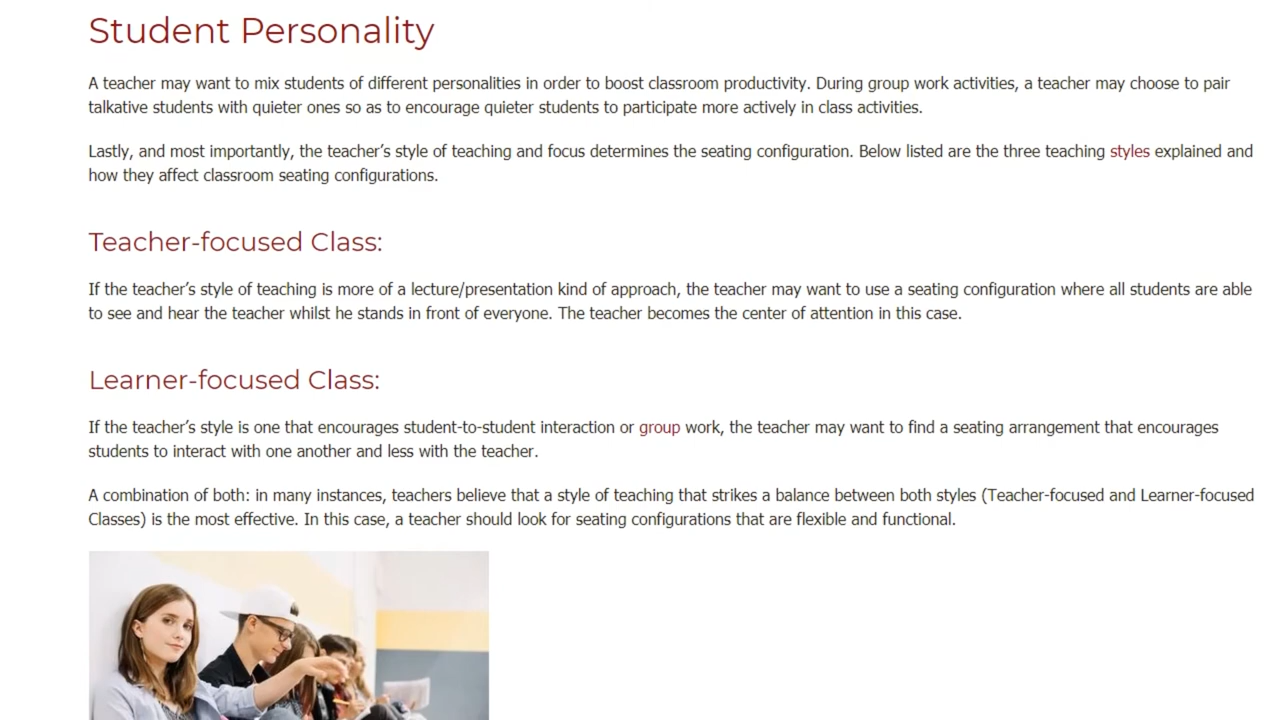 Student Personality
A teacher may want to mix students of different personalities in order to boost classroom productivity. During group work activities, a teacher may choose to pair
talkative students with quieter ones so as to encourage quieter students to participate more actively in class activities.
Lastly, and most importantly, the teacher’s style of teaching and focus determines the seating configuration. Below listed are the three teaching styles explained and
how they affect classroom seating configurations.
Teacher-focused Class:
If the teacher’s style of teaching is more of a lecture/presentation kind of approach, the teacher may want to use a seating configuration where all students are able
to see and hear the teacher whilst he stands in front of everyone. The teacher becomes the center of attention in this case.
Learner-focused Class:
If the teacher’s style is one that encourages student-to-student interaction or group work, the teacher may want to find a seating arrangement that encourages
students to interact with one another and less with the teacher.
A combination of both: in many instances, teachers believe that a style of teaching that strikes a balance between both styles (Teacher-focused and Learner-focused
Classes) is the most effective. In this case, a teacher should look for seating configurations that are flexible and functional.